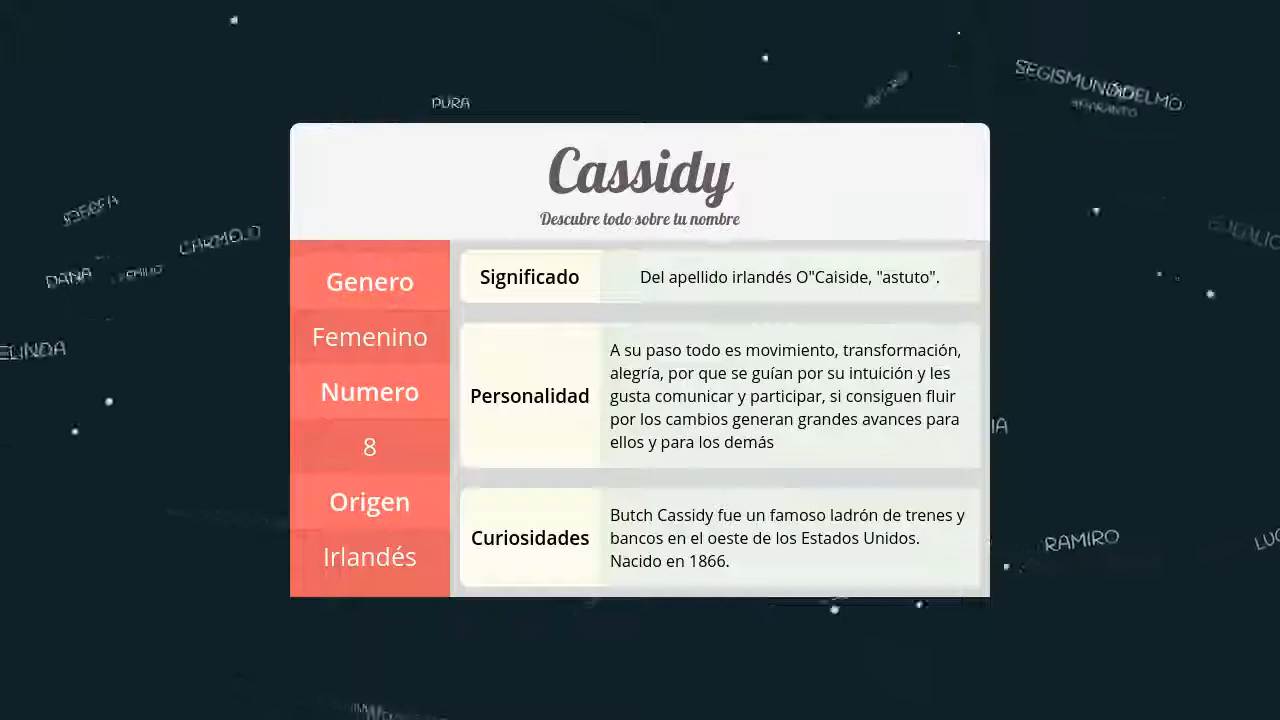 PURA
SEGISMUNDO
DELMO
AMARANTO
JOSEFA
CARMELO
DANA
EMILIO
Cassidy
Descubre todo sobre tu nombre
Genero
Femenino
Numero
8
Origen
Irlandés
Significado
Del apellido irlandés O"Caiside, "astuto".
Personalidad
A su paso todo es movimiento, transformación,
alegría, por que se guían por su intuición y les
gusta comunicar y participar, si consiguen fluir
por los cambios generan grandes avances para
ellos y para los demás
Curiosidades
Butch Cassidy fue un famoso ladrón de trenes y
bancos en el oeste de los Estados Unidos.
Nacido en 1866.
RAMIRO